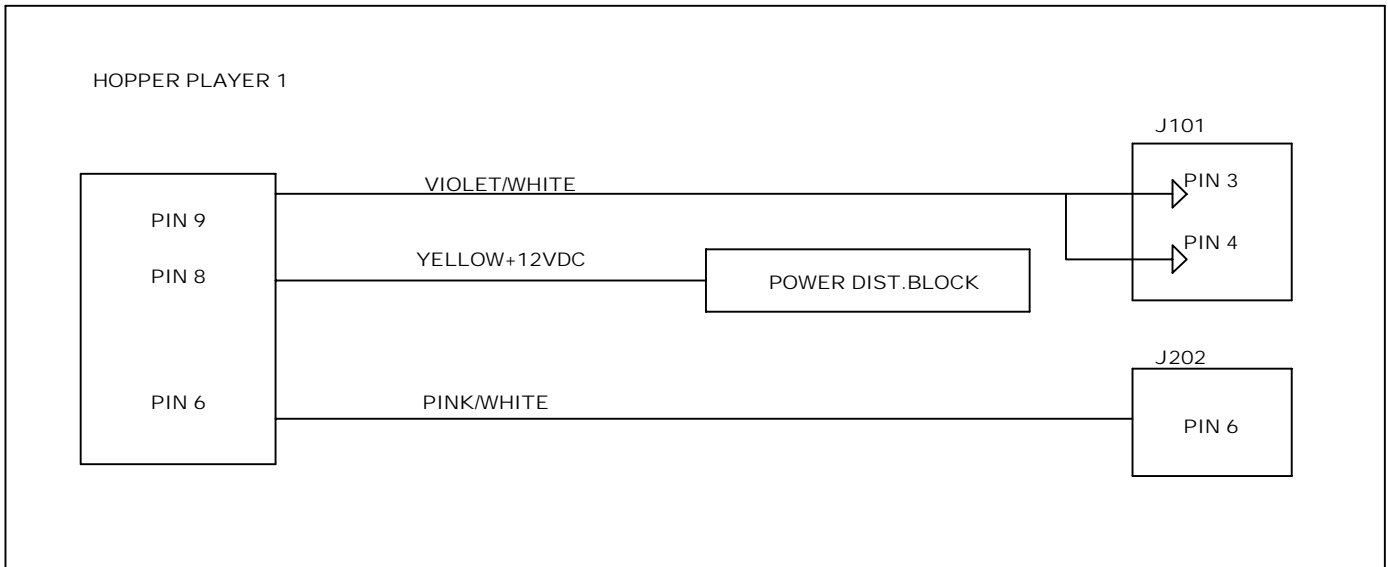 HOPPER PLAYER 1
J101
VIOLET/WHITE
PIN 3
PIN 9
PIN 4
YELLOW+12VDC
PIN 8
POWER DIST.BLOCK
J202
PIN 6
PINK/WHITE
PIN 6